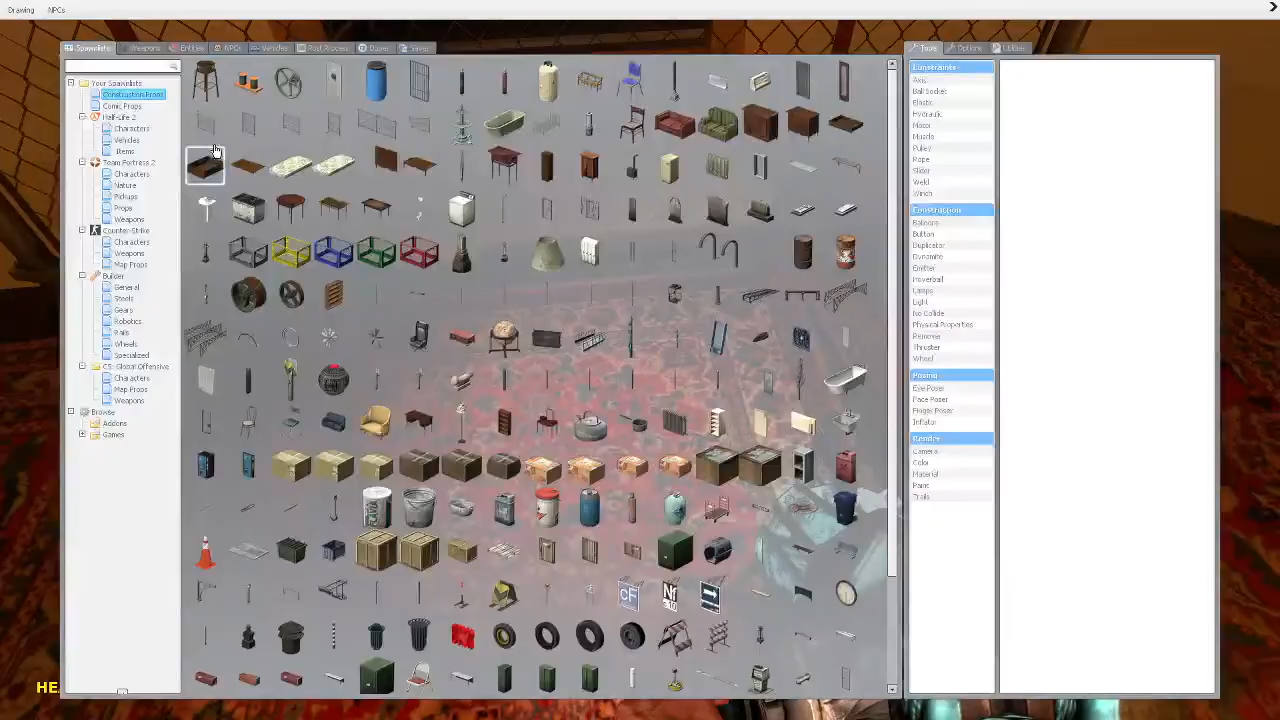 Drawing NPCs
Spawnlists Weapons Entities NPCs Vehicles Post Process Dupes Saves
Tools Options Utilities
Your Spawnlists
Construction Props
Comic Props
Half-Life 2
Characters
Vehicles
Items
Team Fortress 2
Characters
Nature
Pickups
Props
Weapons
Counter-Strike
Characters
Weapons
Map Props
Builder
General
Steels
Gears
Robotics
Rails
Wheels
Specialized
CS: Global Offensive
Characters
Map Props
Weapons
Browse
Addons
Games
Constraints
Axis
Ball Socket
Elastic
Hydraulic
Motor
Muscle
Pulley
Rope
Slider
Weld
Winch
Construction
Balloons
Button
Duplicator
Dynamite
Emitter
Hoverball
Lamps
Light
No Collide
Physical Properties
Remover
Thruster
Wheel
Posing
Eye Poser
Face Poser
Finger Poser
Inflator
Render
Camera
Color
Material
Paint
Trails
cF
Nf
HEA